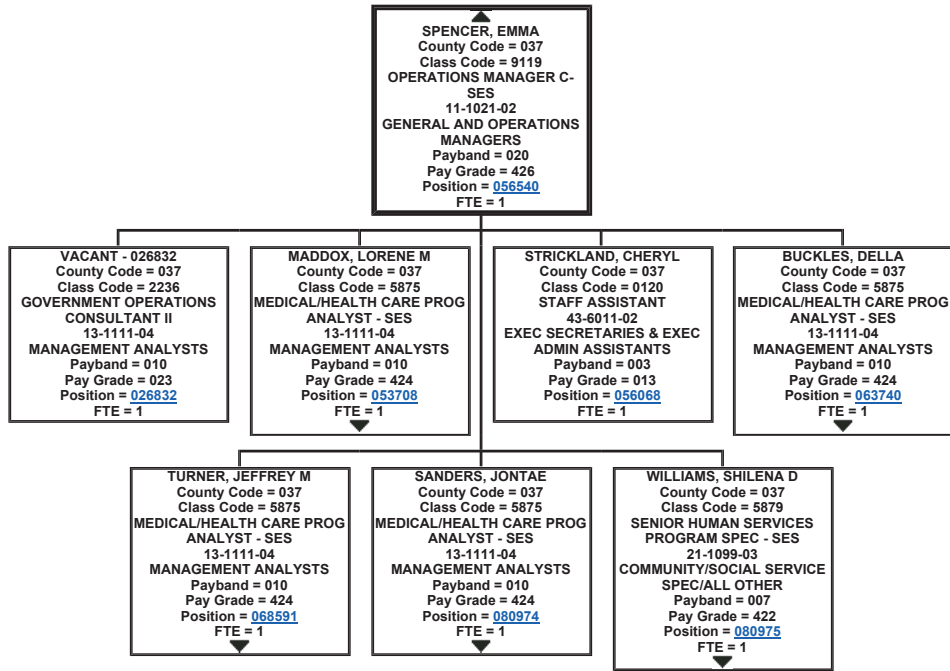 SPENCER, EMMA
County Code = 037
Class Code = 9119
OPERATIONS MANAGER C-
SES
11-1021-02
GENERAL AND OPERATIONS
MANAGERS
Payband = 020
Pay Grade = 426
Position = 056540
FTE = 1
VACANT - 026832
County Code = 037
Class Code = 2236
GOVERNMENT OPERATIONS
CONSULTANT II
13-1111-04
MANAGEMENT ANALYSTS
Payband = 010
Pay Grade = 023
Position = 026832
FTE = 1
MADDOX, LORENE M
County Code = 037
Class Code = 5875
MEDICAL/HEALTH CARE PROG
ANALYST - SES
13-1111-04
MANAGEMENT ANALYSTS
Payband = 010
Pay Grade = 424
Position = 053708
FTE = 1
STRICKLAND, CHERYL
County Code = 037
Class Code = 0120
STAFF ASSISTANT
43-6011-02
EXEC SECRETARIES & EXEC
ADMIN ASSISTANTS
Payband = 003
Pay Grade = 013
Position = 056068
FTE = 1
BUCKLES, DELLA
County Code = 037
Class Code = 5875
MEDICAL/HEALTH CARE PROG
ANALYST - SES
13-1111-04
MANAGEMENT ANALYSTS
Payband = 010
Pay Grade = 424
Position = 063740
FTE = 1
TURNER, JEFFREY M
County Code = 037
Class Code = 5875
MEDICAL/HEALTH CARE PROG
ANALYST - SES
13-1111-04
MANAGEMENT ANALYSTS
Payband = 010
Pay Grade = 424
Position = 068591
FTE = 1
SANDERS, JONTAE
County Code = 037
Class Code = 5875
MEDICAL/HEALTH CARE PROG
ANALYST - SES
13-1111-04
MANAGEMENT ANALYSTS
Payband = 010
Pay Grade = 424
Position = 080974
FTE = 1
WILLIAMS, SHILENA D
County Code = 037
Class Code = 5879
SENIOR HUMAN SERVICES
PROGRAM SPEC - SES
21-1099-03
COMMUNITY/SOCIAL SERVICE
SPEC/ALL OTHER
Payband = 007
Pay Grade = 422
Position = 080975
FTE = 1